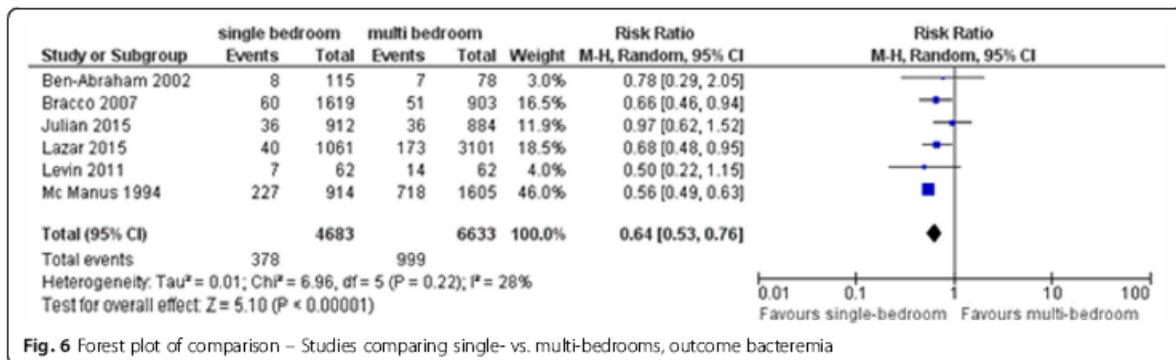 single bedroom multi bedroom Risk Ratio Risk Ratio
Study or Subgroup Events Total Events Total Weight M-H, Random, 95% CI M-H, Random, 95% CI
Ben-Abraham 2002 8 115 7 78 3.0% 0.78 [0.29, 2.05]
Bracco 2007 60 1619 51 903 16.5% 0.66 [0.46, 0.94]
Julian 2015 36 912 36 884 11.9% 0.97 [0.62, 1.52]
Lazar 2015 40 1061 173 3101 18.5% 0.68 [0.48, 0.95]
Levin 2011 7 62 14 62 4.0% 0.50 [0.22, 1.15]
Mc Manus 1994 227 914 718 1605 46.0% 0.56 [0.49, 0.63]
Total (95% CI) 4683 6633 100.0% 0.64 [0.53, 0.76]
Total events 378 999
Heterogeneity: Tau² = 0.01; Chi² = 6.96, df = 5 (P = 0.22); I² = 28%
Test for overall effect: Z = 5.10 (P < 0.00001)
0.01 0.1 1 10 100
Favours single-bedroom Favours multi-bedroom
Fig. 6 Forest plot of comparison – Studies comparing single- vs. multi-bedrooms, outcome bacteremia